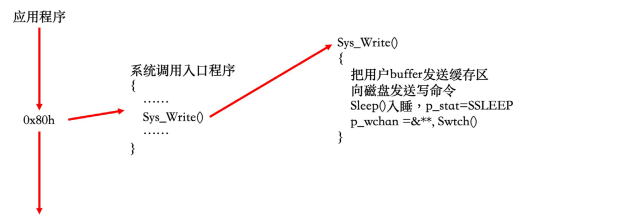 应用程序
0x80h
系统调用入口程序
{
……
Sys_Write()
……
}
Sys_Write()
{
把用户buffer发送缓存区
向磁盘发送写命令
Sleep()入睡，p_stat=SSLEEP
p_wchan =&**, Swtch()
}